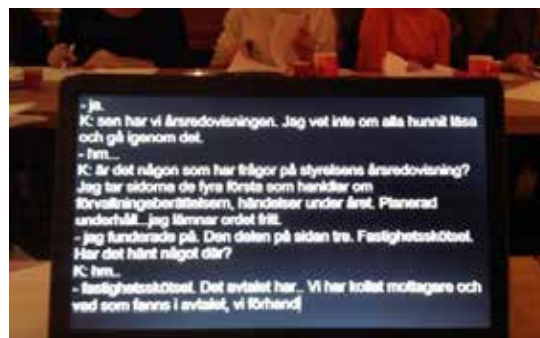 - ja.
K: sen har vi årsredovisningen. Jag vet inte om alla hunnit läsa
och gå igenom det.
- hm...
K: är det någon som har frågor på styrelsens årsredovisning?
Jag tar sidorna de fyra första som handlar om
förvaltningsberättelsern, händelser under året. Planerad
underhåll...jag lämnar ordet fritt.
- jag funderade på. Den delen på sidan tre. Fastighetsskötsel.
Har det hänt något där?
K: hm..
- fastighetsskötsel. Det avtalet har.. Vi har kollat mottagare och
vad som fanns i avtalet, vi förhand